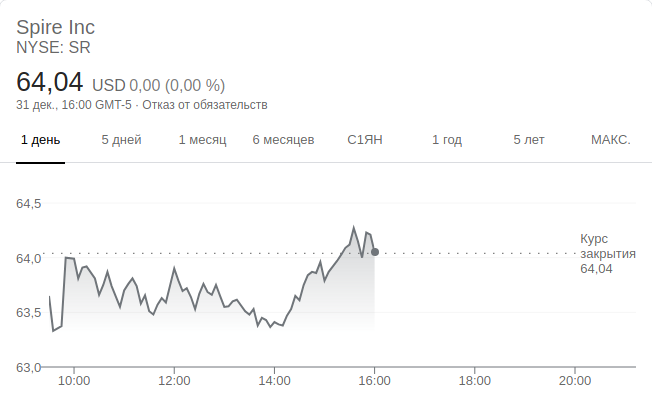 Spire Inc
NYSE: SR
64,04 USD 0,00 (0,00 %)
31 дек., 16:00 GMT-5 · Отказ от обязательств
1 день 5 дней 1 месяц 6 месяцев С1ЯН 1 год 5 лет МАКС.
64,5
Курс
64,0 закрытия
64,04
63,5
63,0
10:00 12:00 14:00 16:00 18:00 20:00